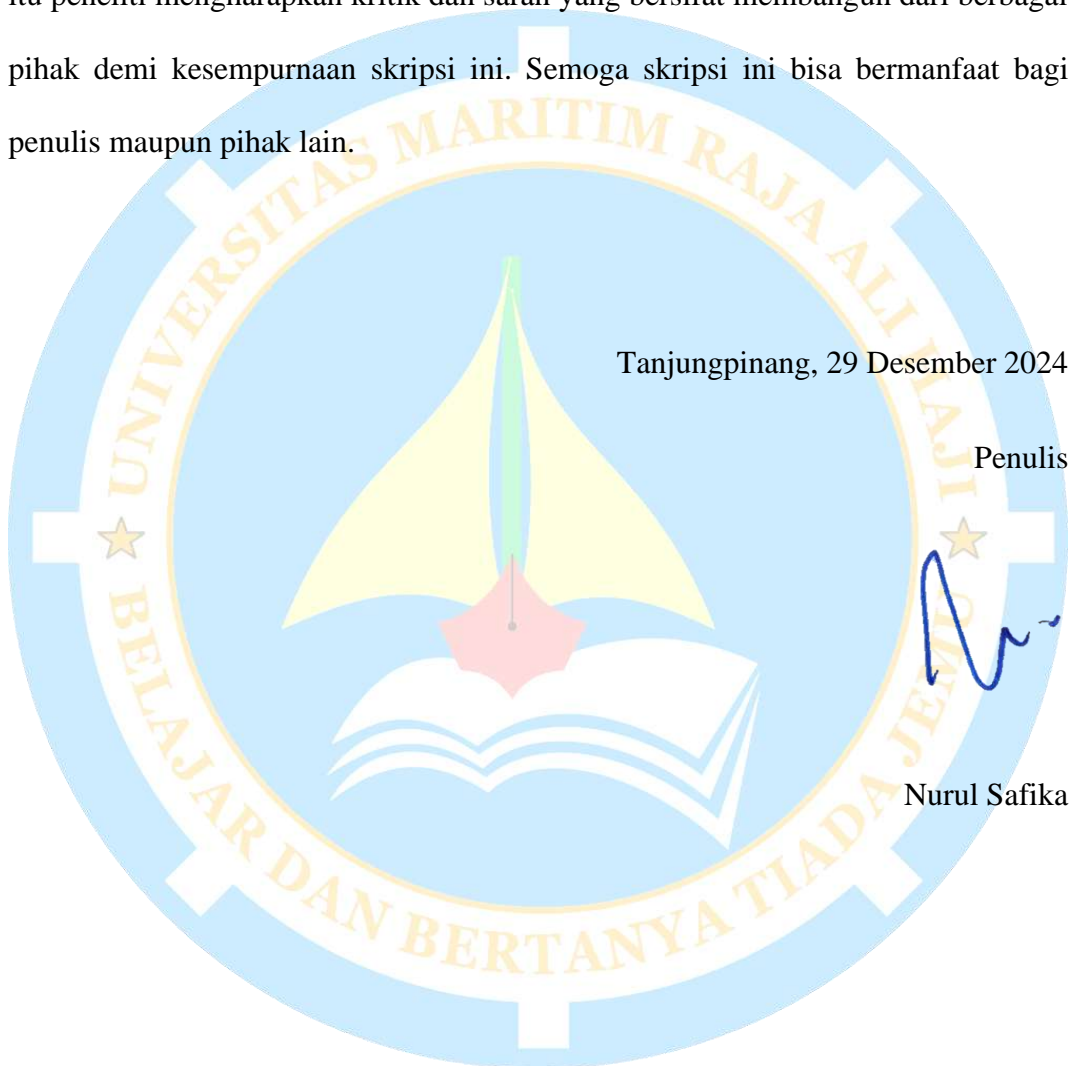 itu peneliti mengharapkan kritik dan saran yang bersifat membangun dari berbagai
pihak demi kesempurnaan skripsi ini. Semoga skripsi ini bisa bermanfaat bagi
penulis maupun pihak lain.
UNIVERSITAS MARITIM RAJA ALI HAJI
Tanjungpinang, 29 Desember 2024
Penulis
Nurul Safika
BELAJAR DAN BERTANYA TIADA JEMU